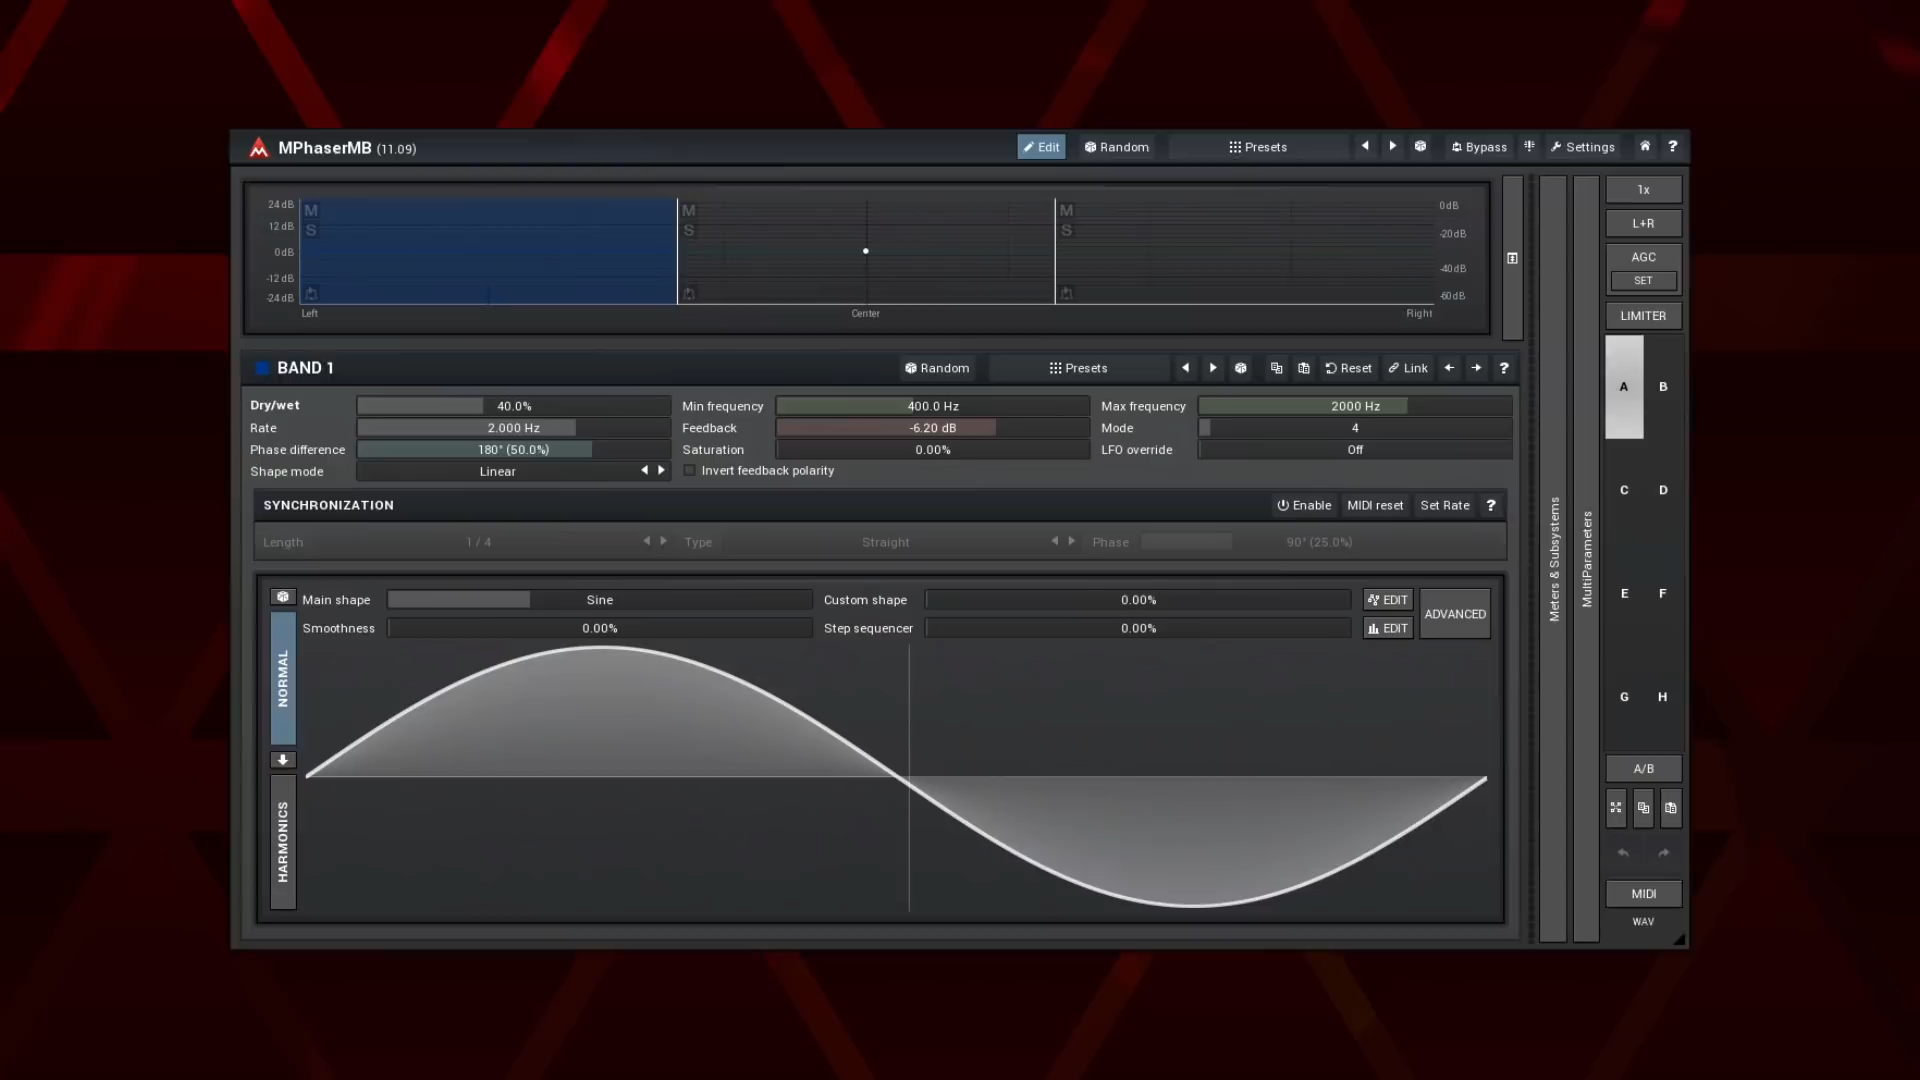 MPhaserMB (11.09)
Edit Random Presets Bypass Settings ?
24 dB
12 dB
0 dB
-12 dB
-24 dB
M
S
M
S
M
S
0 dB
-20 dB
-40 dB
-60 dB
Left Center Right
BAND 1 Random Presets Reset Link ?
Dry/wet 40.0% Min frequency 400.0 Hz Max frequency 2000 Hz
Rate 2.000 Hz Feedback -6.20 dB Mode 4
Phase difference 180° (50.0%) Saturation 0.00% LFO override Off
Shape mode Linear Invert feedback polarity
SYNCHRONIZATION Enable MIDI reset Set Rate ?
Length 1 / 4 Type Straight Phase 90° (25.0%)
Main shape Sine Custom shape 0.00% EDIT ADVANCED
Smoothness 0.00% Step sequencer 0.00% EDIT
NORMAL
HARMONICS
Meters & Subsystems
MultiParameters
1x
L+R
AGC
SET
LIMITER
A B
C D
E F
G H
A/B
MIDI
WAV